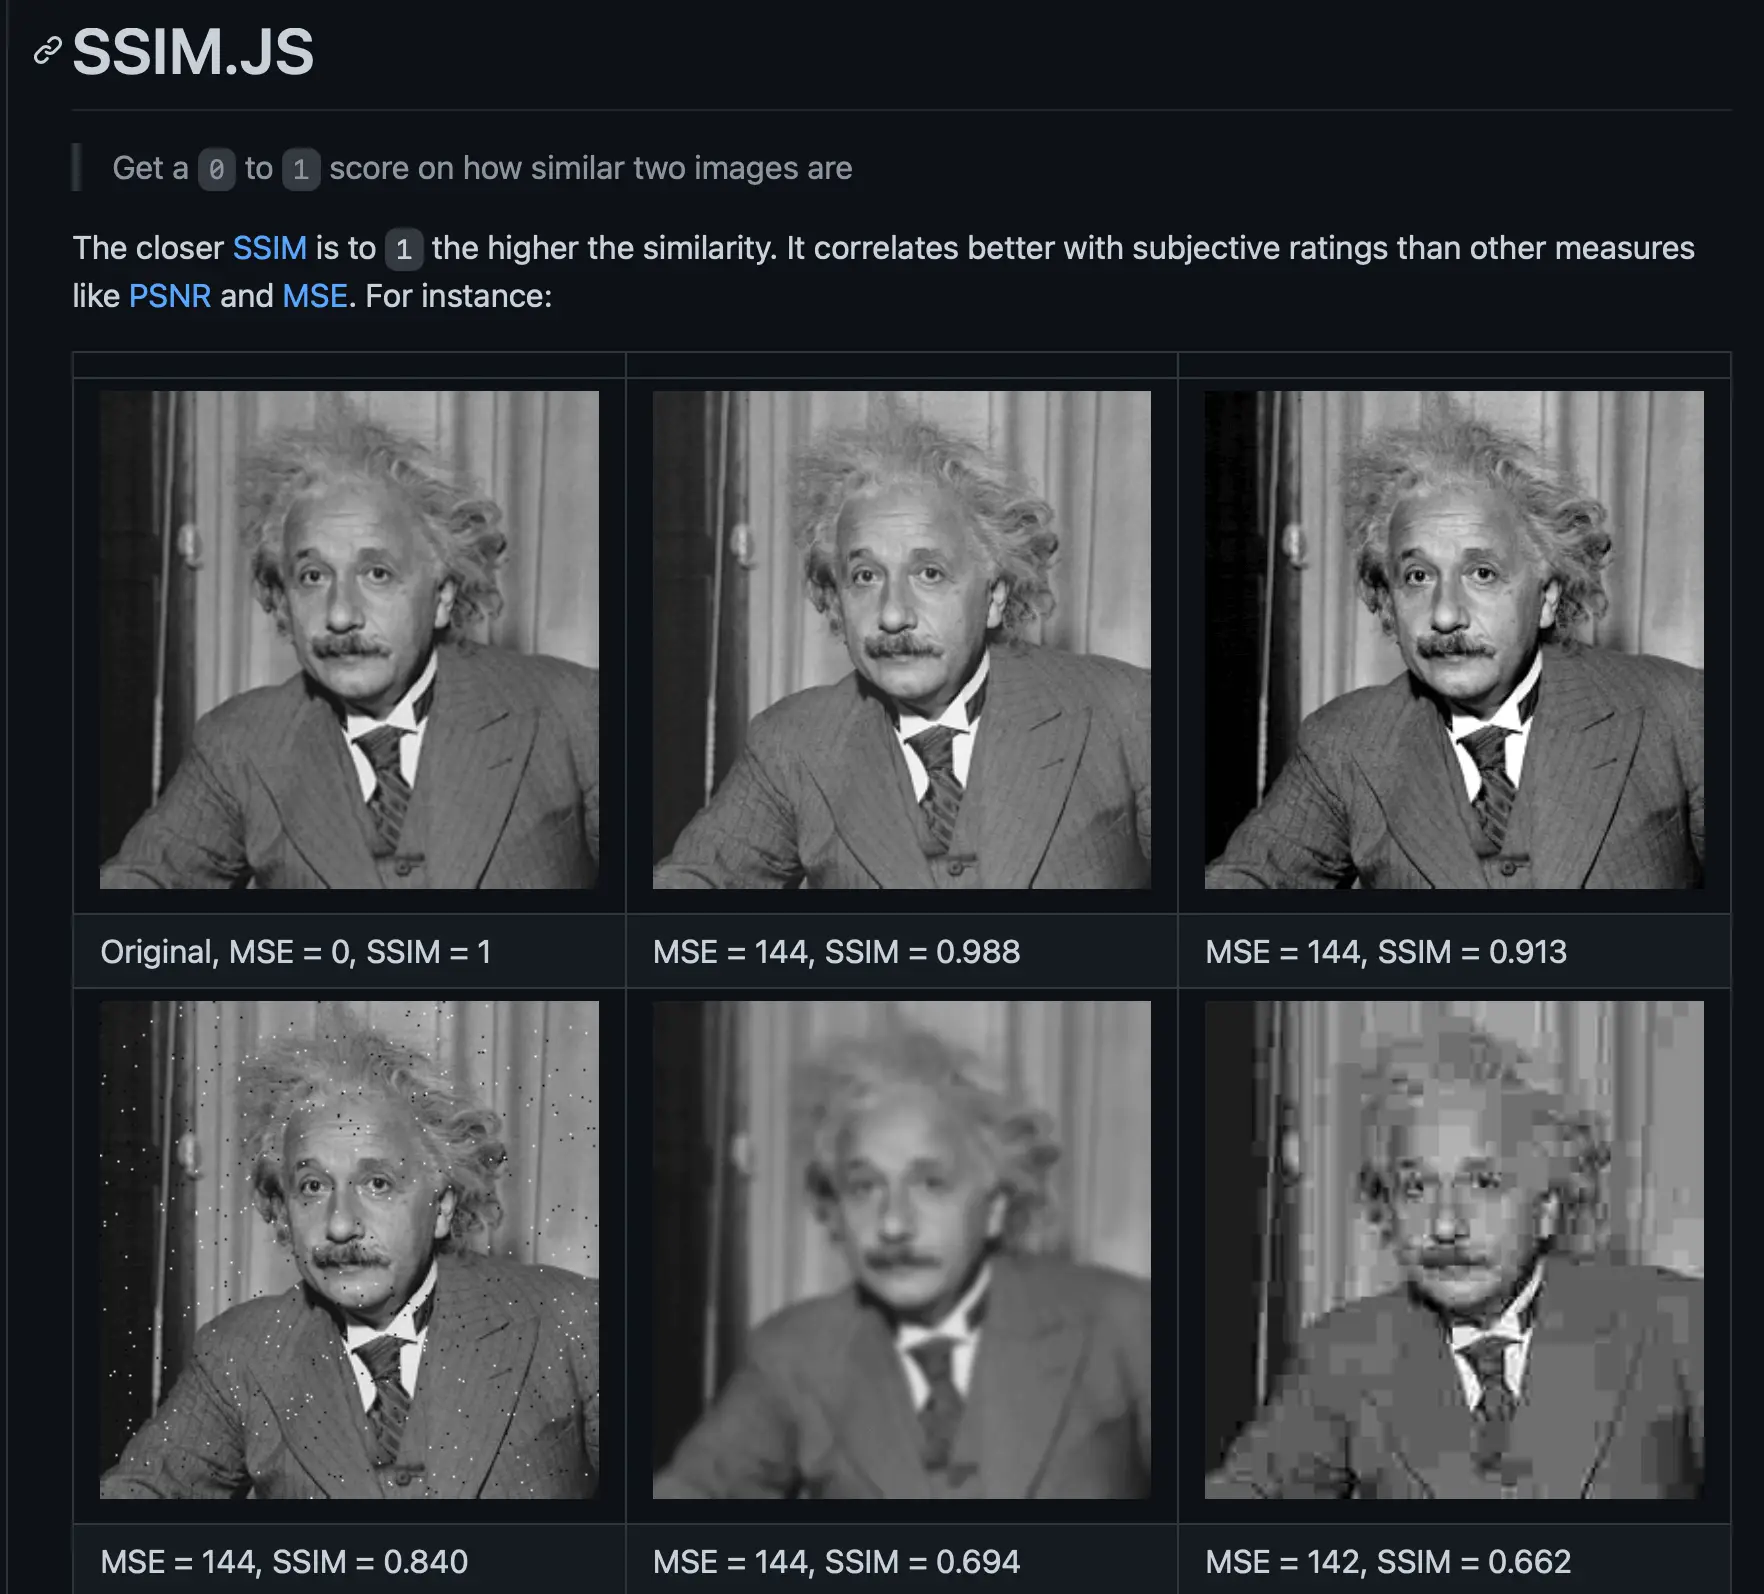 SSIM.JS
Get a 0 to 1 score on how similar two images are
The closer SSIM is to 1 the higher the similarity. It correlates better with subjective ratings than other measures
like PSNR and MSE. For instance:
Original, MSE = 0, SSIM = 1
MSE = 144, SSIM = 0.988
MSE = 144, SSIM = 0.913
MSE = 144, SSIM = 0.840
MSE = 144, SSIM = 0.694
MSE = 142, SSIM = 0.662